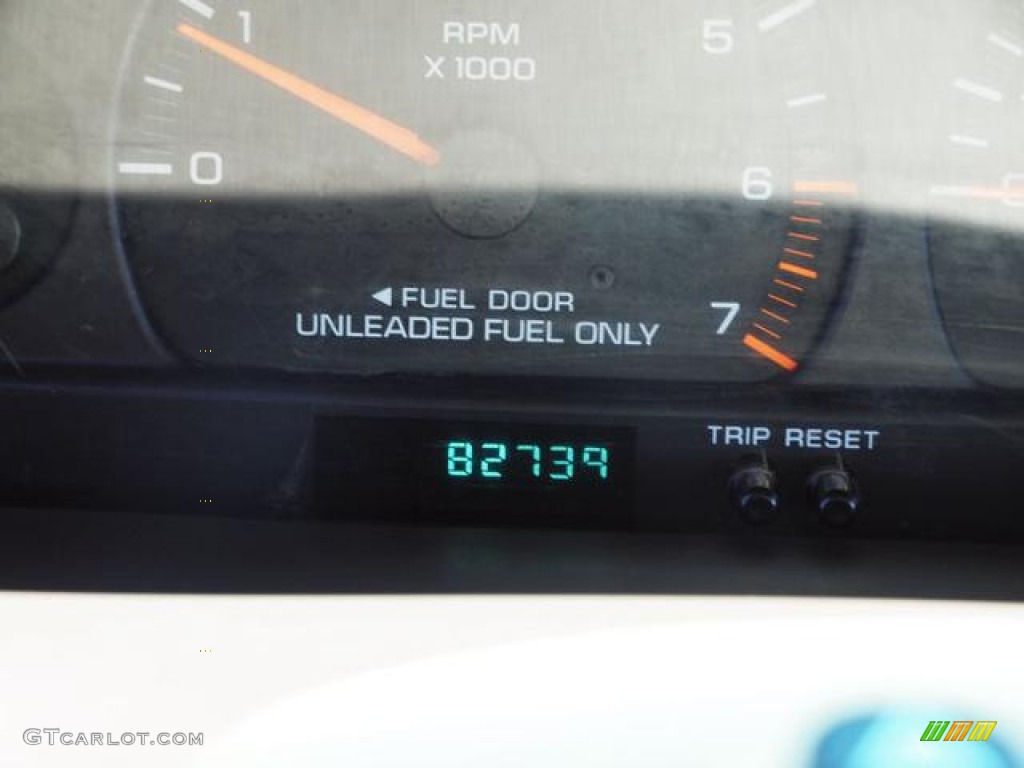 1
RPM
X 1000
5
0
6
◀ FUEL DOOR
UNLEADED FUEL ONLY
7
TRIP RESET
82739
GTCARLOT.COM